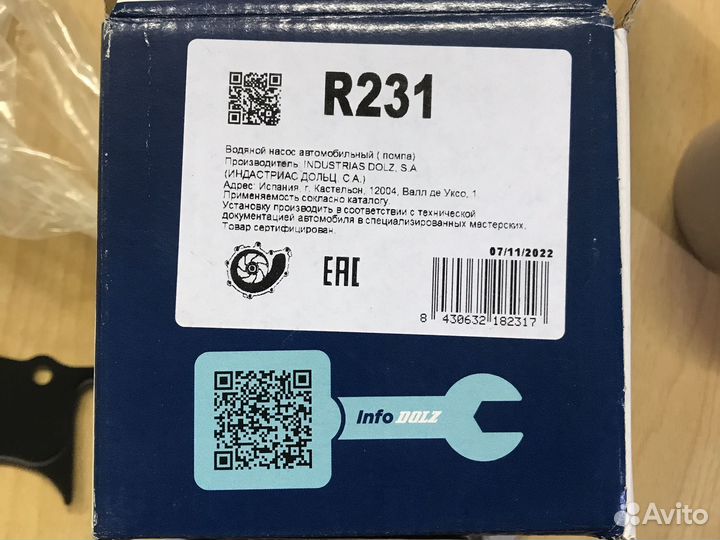 R231
Водяной насос автомобильный ( помпа)
Производитель: INDUSTRIAS DOLZ, S.A
(ИНДАСТРИАС ДОЛЬЦ, С.А.)
Адрес: Испания, г, Кастельон, 12004, Валл де Уксо, 1
Применяемость согласно каталогу.
Установку производить в соответствии с технической
документацией автомобиля в специализированных мастерских.
Товар сертифицирован.
07/11/2022
EAC
8 430632 182317
Info DOLZ
Avito